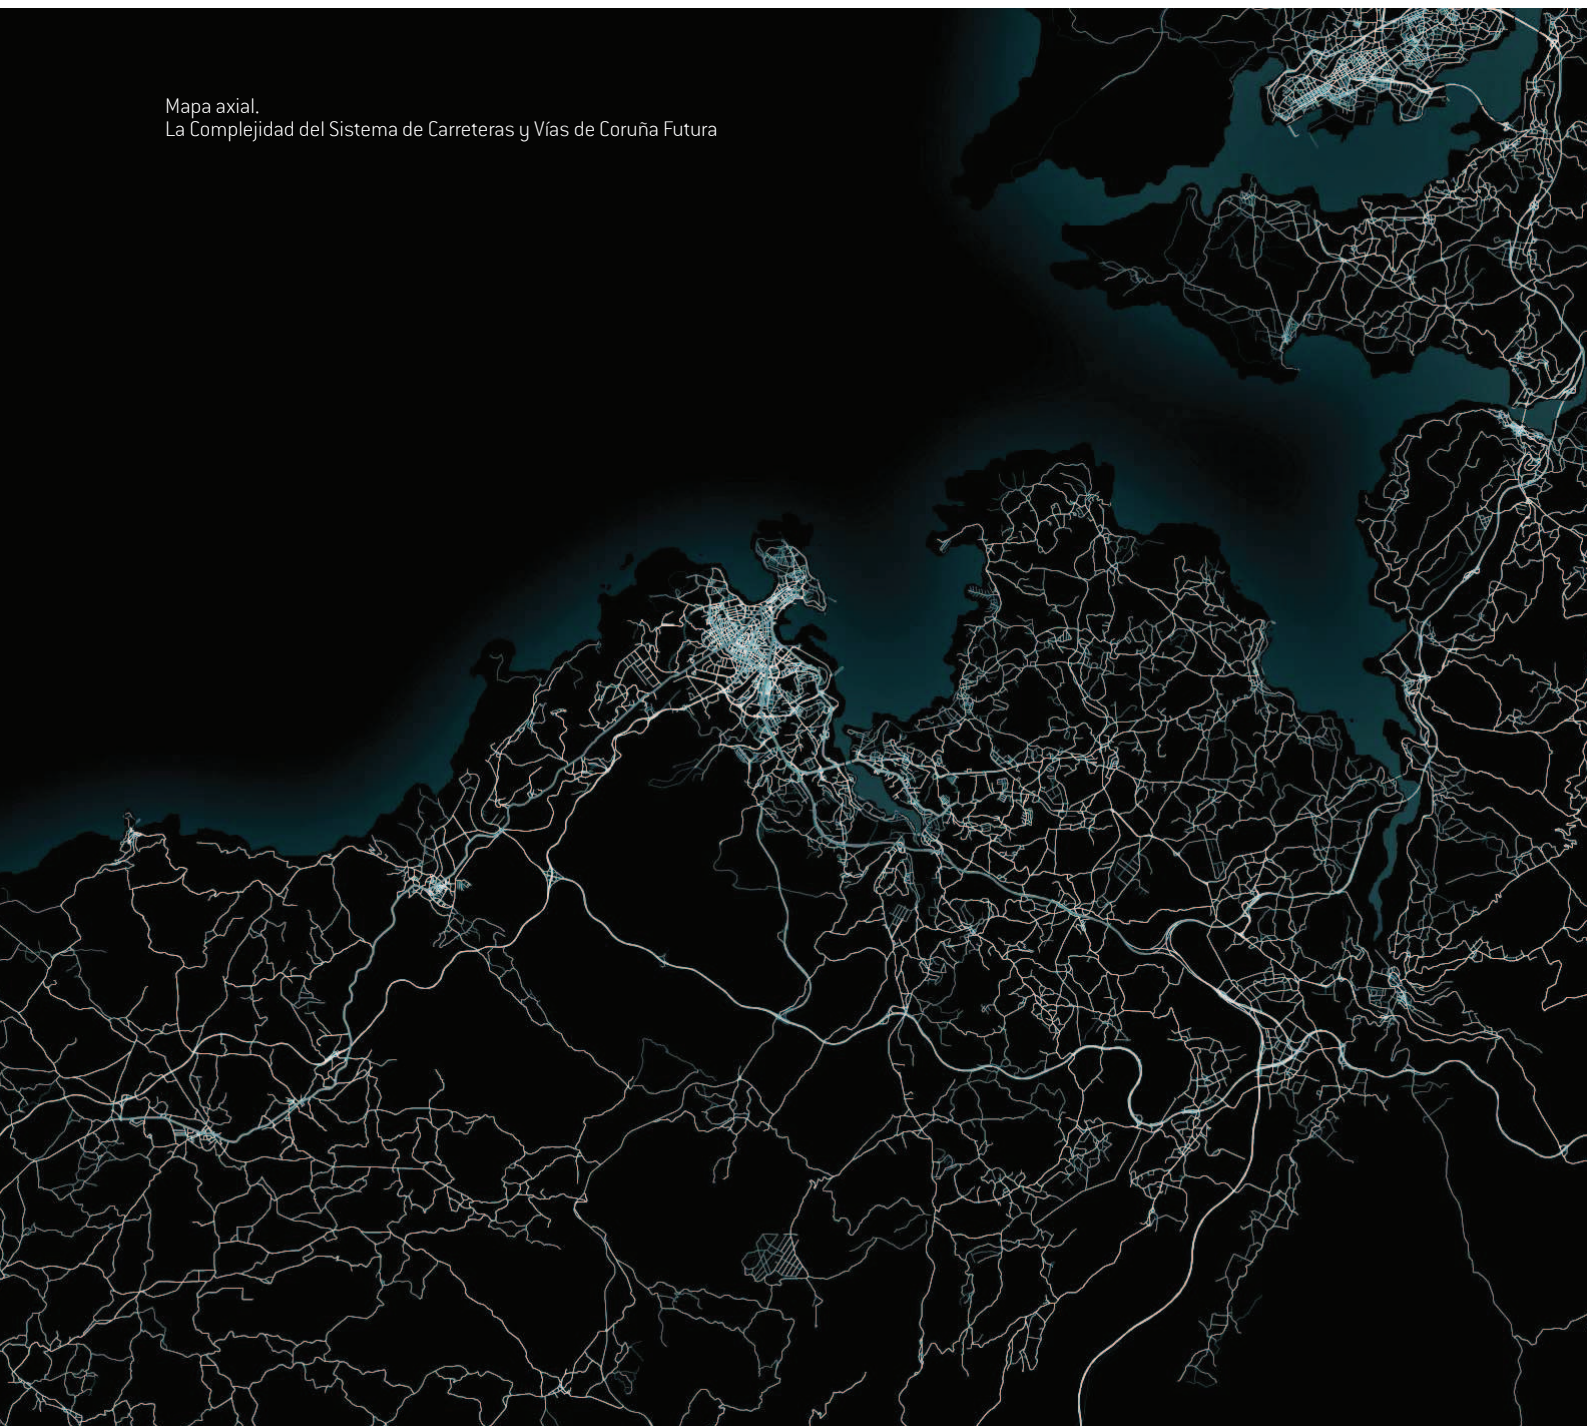 Mapa axial.
La Complejidad del Sistema de Carreteras y Vías de Coruña Futura